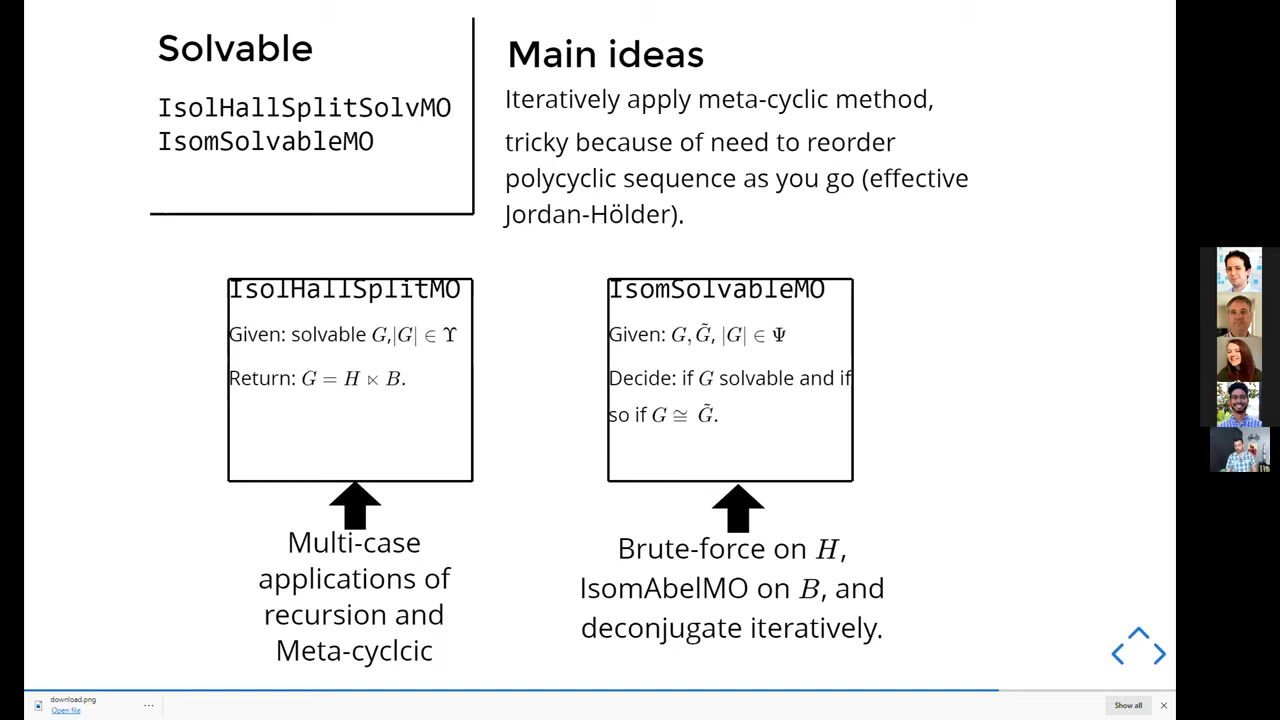 Solvable
IsolHallSplitSolvMO
IsomSolvableMO
Main ideas
Iteratively apply meta-cyclic method,
tricky because of need to reorder
polycyclic sequence as you go (effective
Jordan-Hölder).
IsolHallSplitMO
Given: solvable G,|G| ∈ ϒ
Return: G = H ⋉ B.
IsomSolvableMO
Given: G, G̃, |G| ∈ Ψ
Decide: if G solvable and if
so if G ≅ G̃.
Multi-case
applications of
recursion and
Meta-cyclcic
Brute-force on H,
IsomAbelMO on B, and
deconjugate iteratively.
download.png
Open file
...
Show all